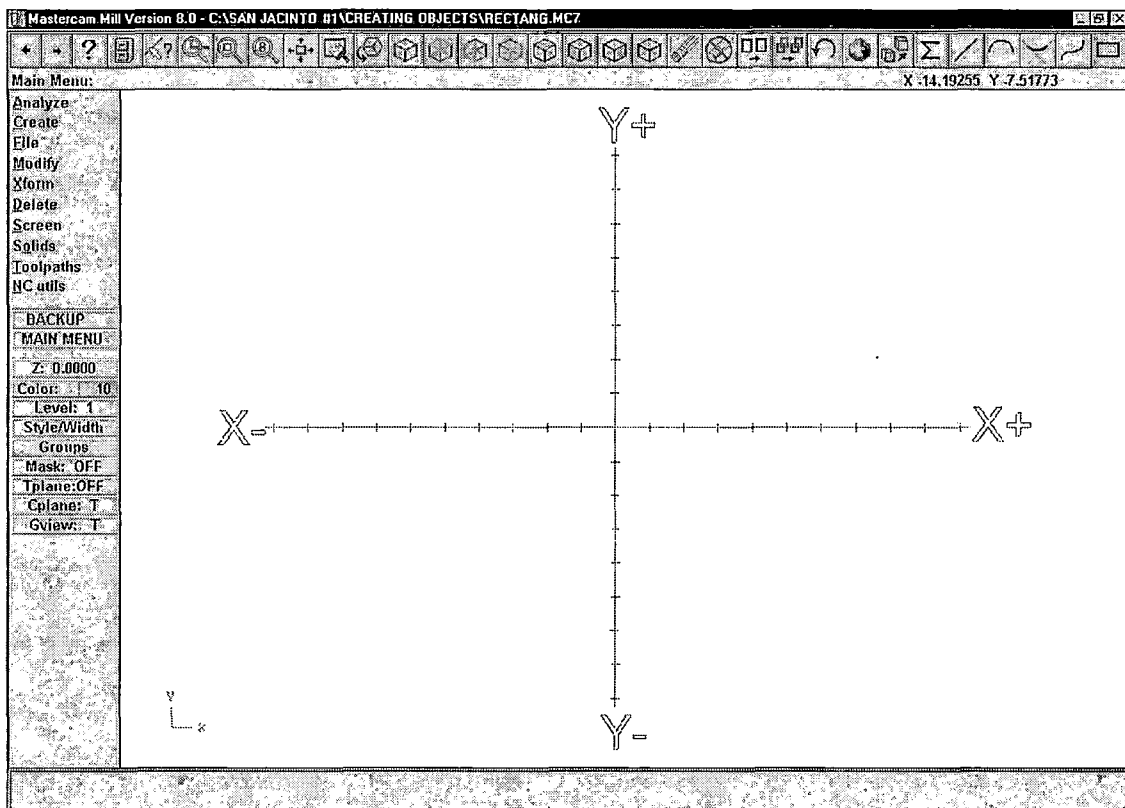 Mastercam Mill Version 8.0 - C:\SAN JACINTO #1\CREATING OBJECTS\RECTANG.MC7
Main Menu:
X -14.19255 Y -7.51773
Analyze
Create
File
Modify
Xform
Delete
Screen
Solids
Toolpaths
NC utils
BACKUP
MAIN MENU
Z: 0.0000
Color: 10
Level: 1
Style/Width
Groups
Mask: OFF
Tplane:OFF
Cplane: T
Gview: T
Y+
X-
X+
Y-
Y
X